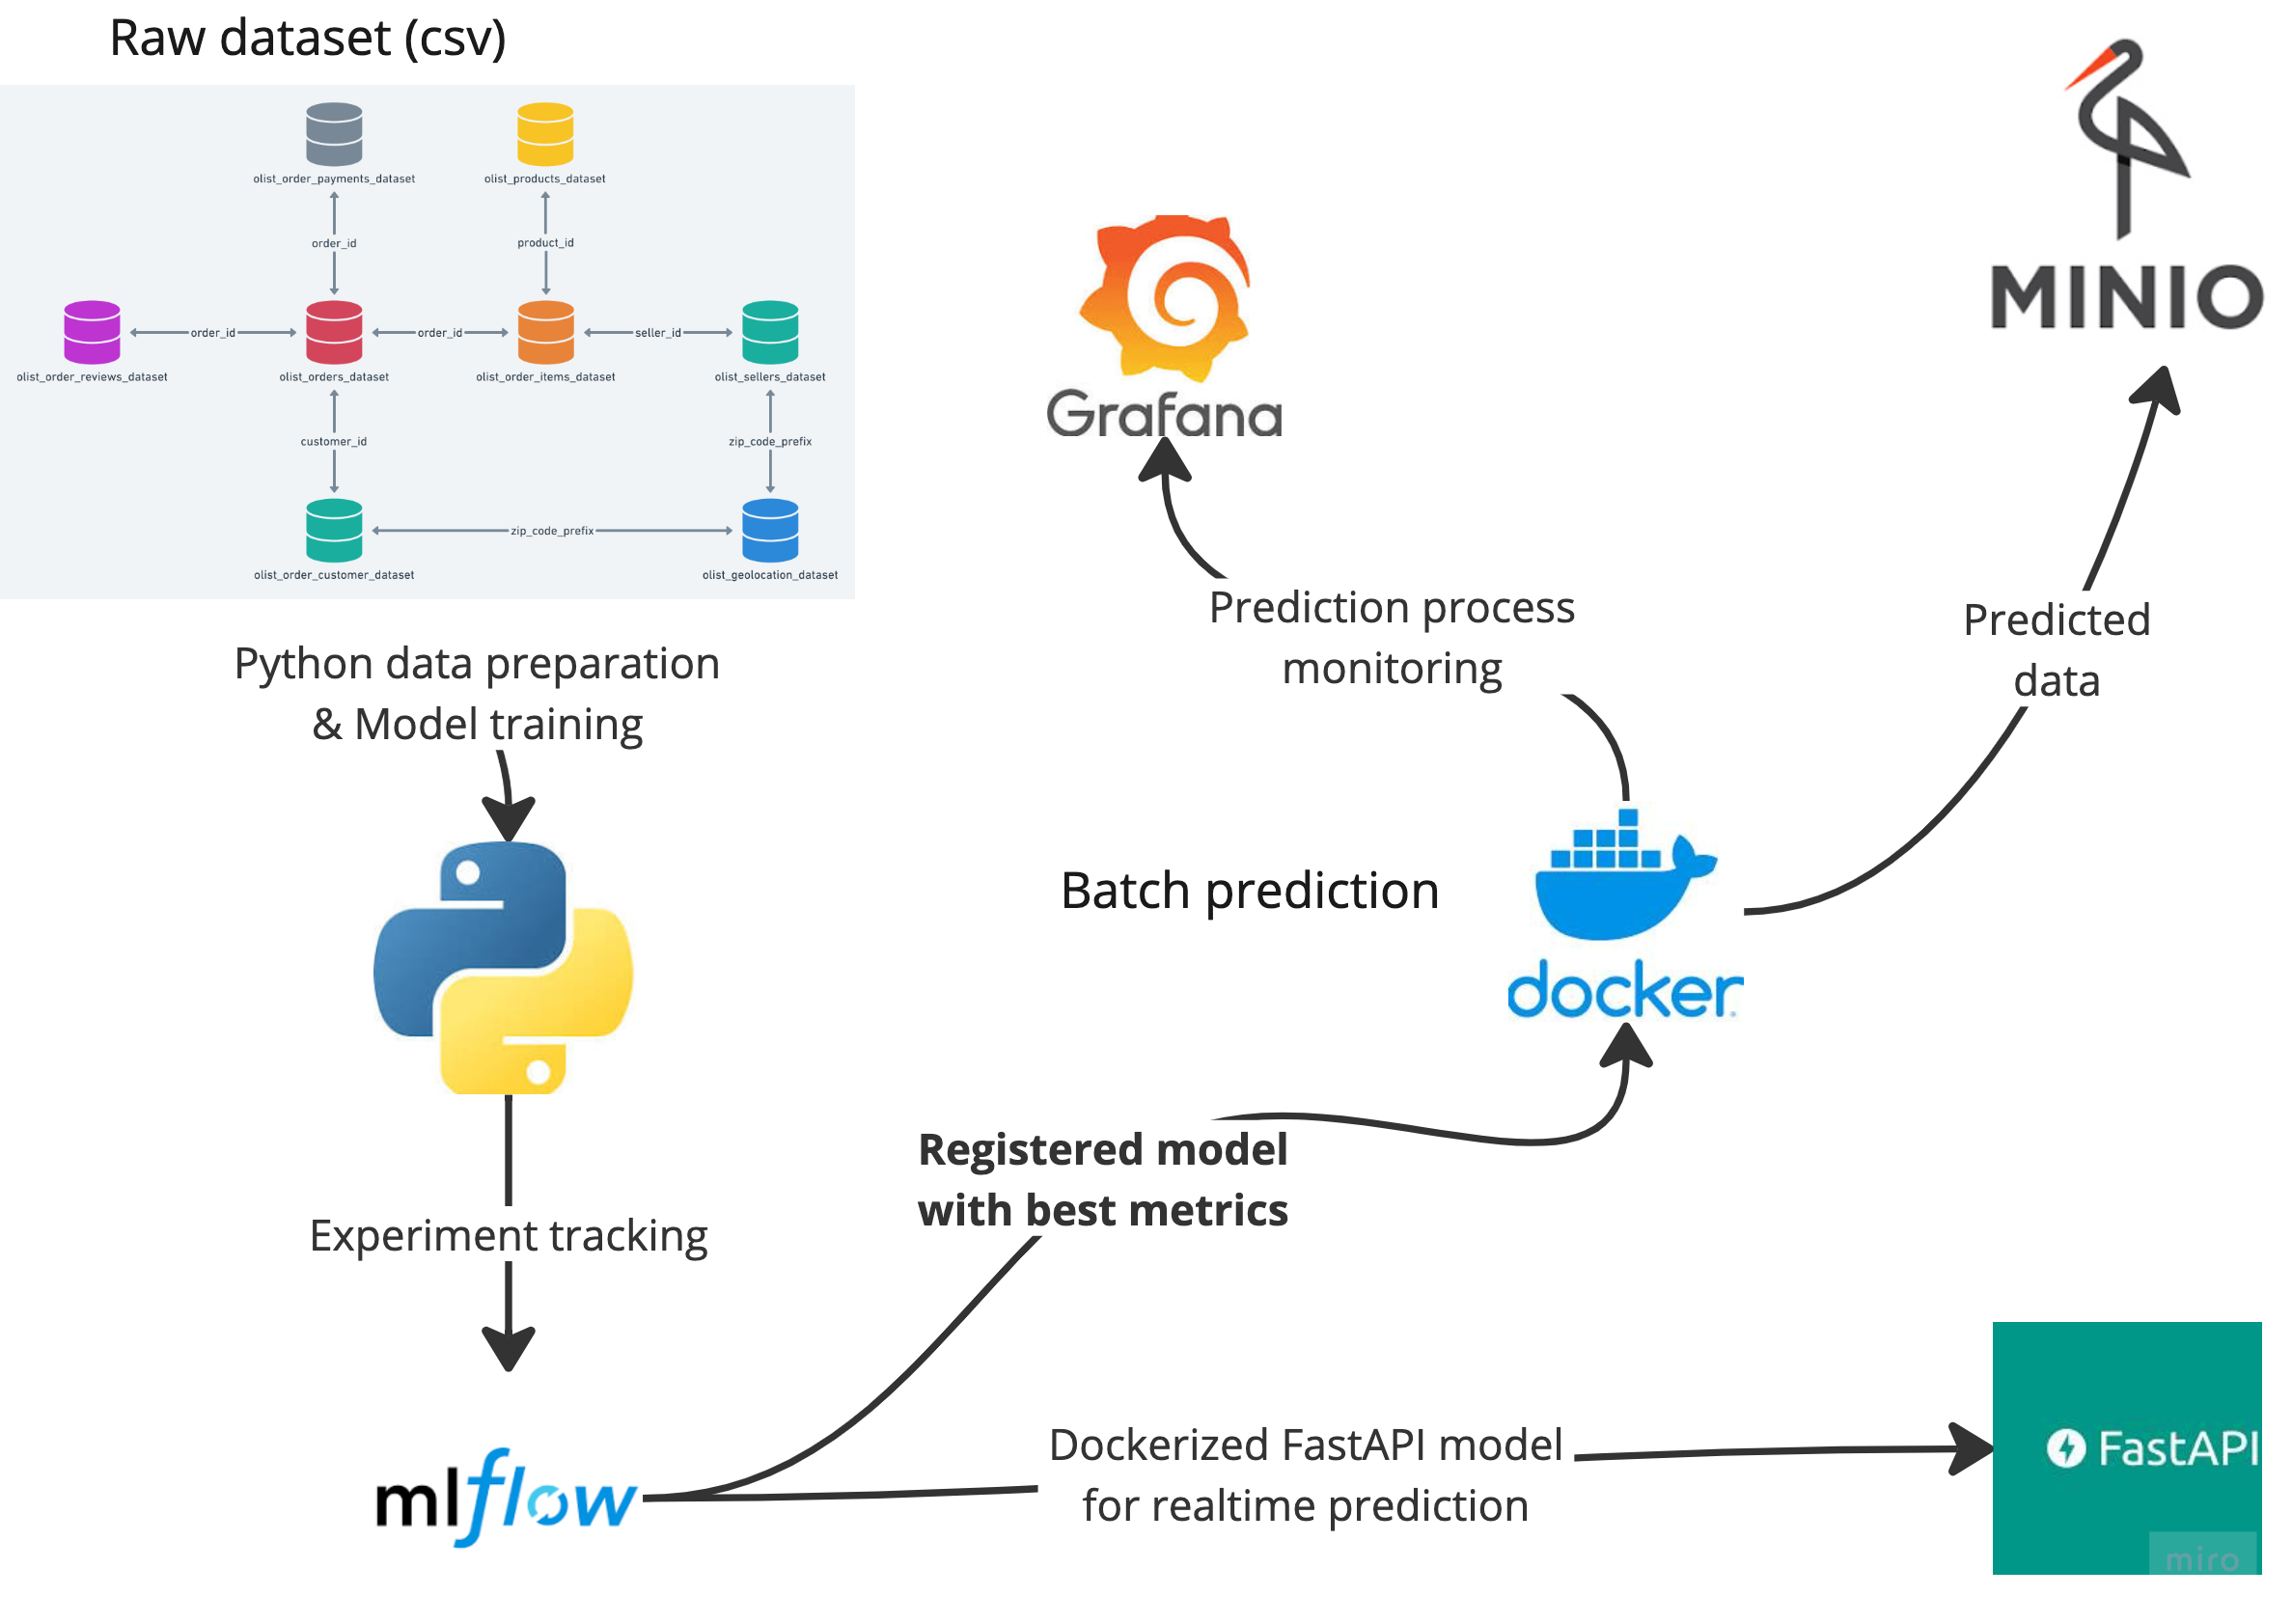 Raw dataset (csv)
olist_order_payments_dataset
olist_products_dataset
order_id
product_id
order_id
order_id
seller_id
olist_order_reviews_dataset
olist_orders_dataset
olist_order_items_dataset
olist_sellers_dataset
customer_id
zip_code_prefix
zip_code_prefix
olist_order_customer_dataset
olist_geolocation_dataset
MINIO
Grafana
Prediction process
monitoring
Predicted
data
Python data preparation
& Model training
Batch prediction
docker
Registered model
with best metrics
Experiment tracking
mlflow
Dockerized FastAPI model
for realtime prediction
FastAPI
miro